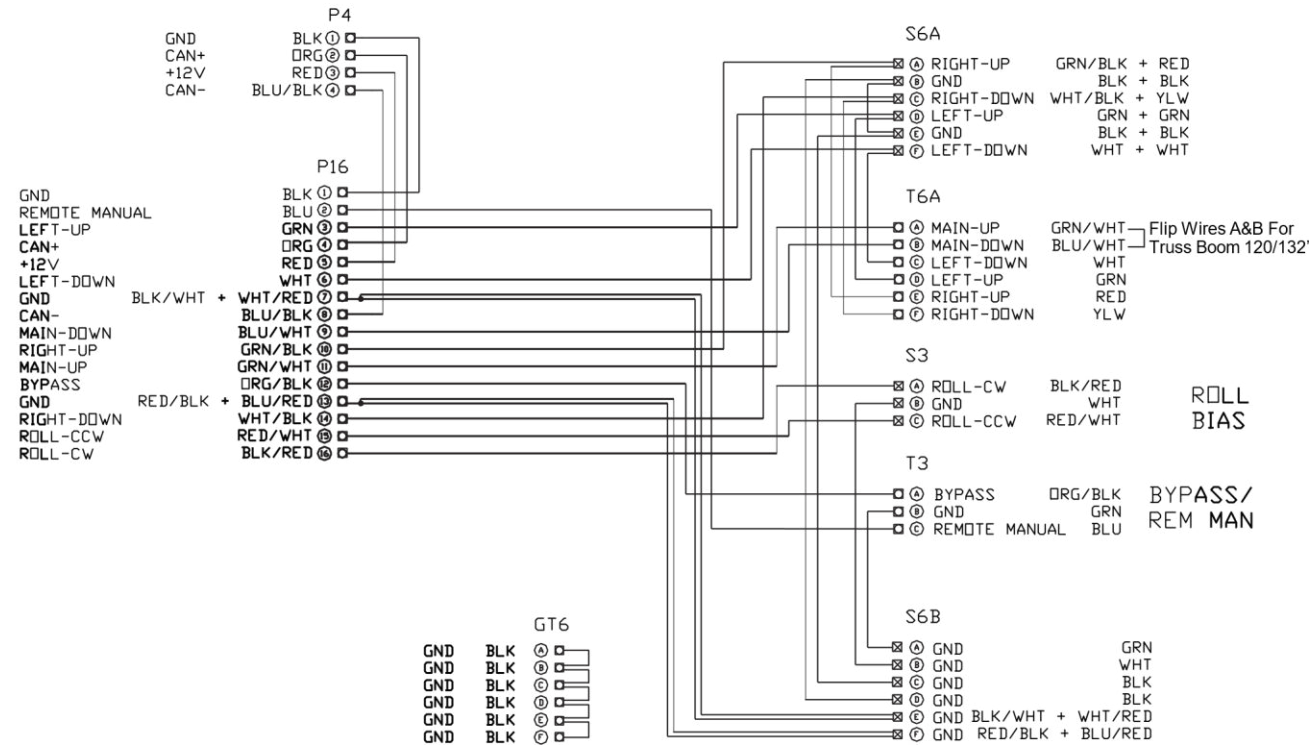 P4
GND BLK 1
CAN+ ORG 2
+12V RED 3
CAN- BLU/BLK 4
P16
GND BLK 1
REMOTE MANUAL BLU 2
LEFT-UP GRN 3
CAN+ ORG 4
+12V RED 5
LEFT-DOWN WHT 6
GND BLK/WHT + WHT/RED 7
CAN- BLU/BLK 8
MAIN-DOWN BLU/WHT 9
RIGHT-UP GRN/BLK 10
MAIN-UP GRN/WHT 11
BYPASS ORG/BLK 12
GND RED/BLK + BLU/RED 13
RIGHT-DOWN WHT/BLK 14
ROLL-CCW RED/WHT 15
ROLL-CW BLK/RED 16
GT6
GND BLK A
GND BLK B
GND BLK C
GND BLK D
GND BLK E
GND BLK F
S6A
A RIGHT-UP GRN/BLK + RED
B GND BLK + BLK
C RIGHT-DOWN WHT/BLK + YLW
D LEFT-UP GRN + GRN
E GND BLK + BLK
F LEFT-DOWN WHT + WHT
T6A
A MAIN-UP GRN/WHT
B MAIN-DOWN BLU/WHT
Flip Wires A&B For
Truss Boom 120/132'
C LEFT-DOWN WHT
D LEFT-UP GRN
E RIGHT-UP RED
F RIGHT-DOWN YLW
S3
A ROLL-CW BLK/RED
B GND WHT
C ROLL-CCW RED/WHT
ROLL
BIAS
T3
A BYPASS ORG/BLK
B GND GRN
C REMOTE MANUAL BLU
BYPASS/
REM MAN
S6B
A GND GRN
B GND WHT
C GND BLK
D GND BLK
E GND BLK/WHT + WHT/RED
F GND RED/BLK + BLU/RED